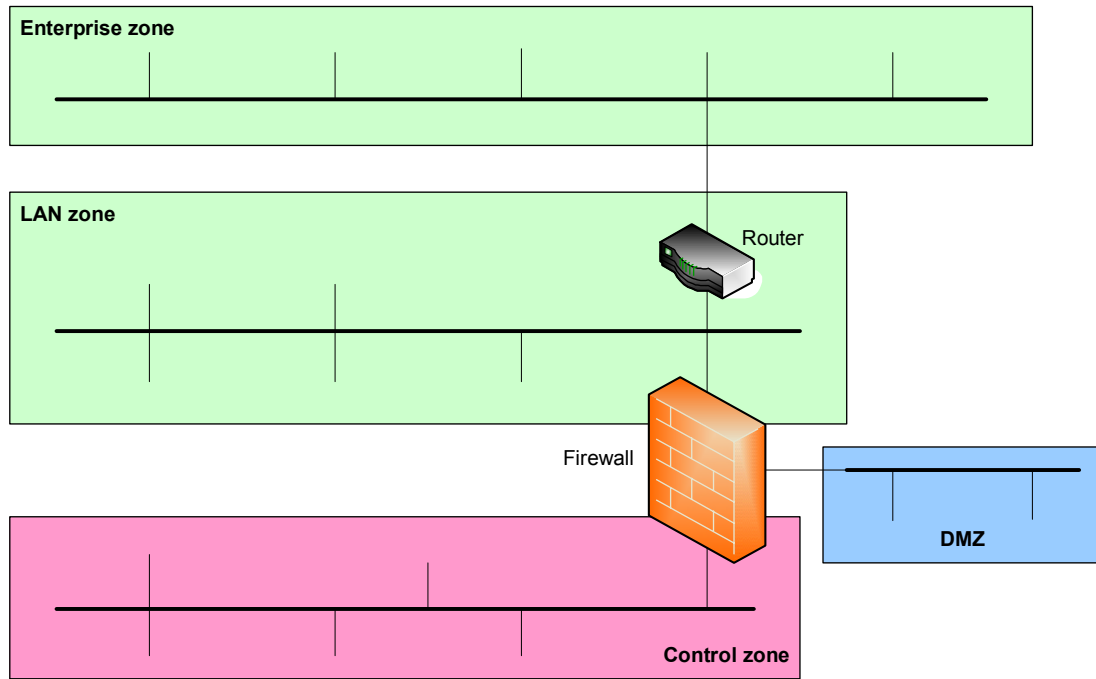 Enterprise zone
LAN zone
Router
Firewall
DMZ
Control zone